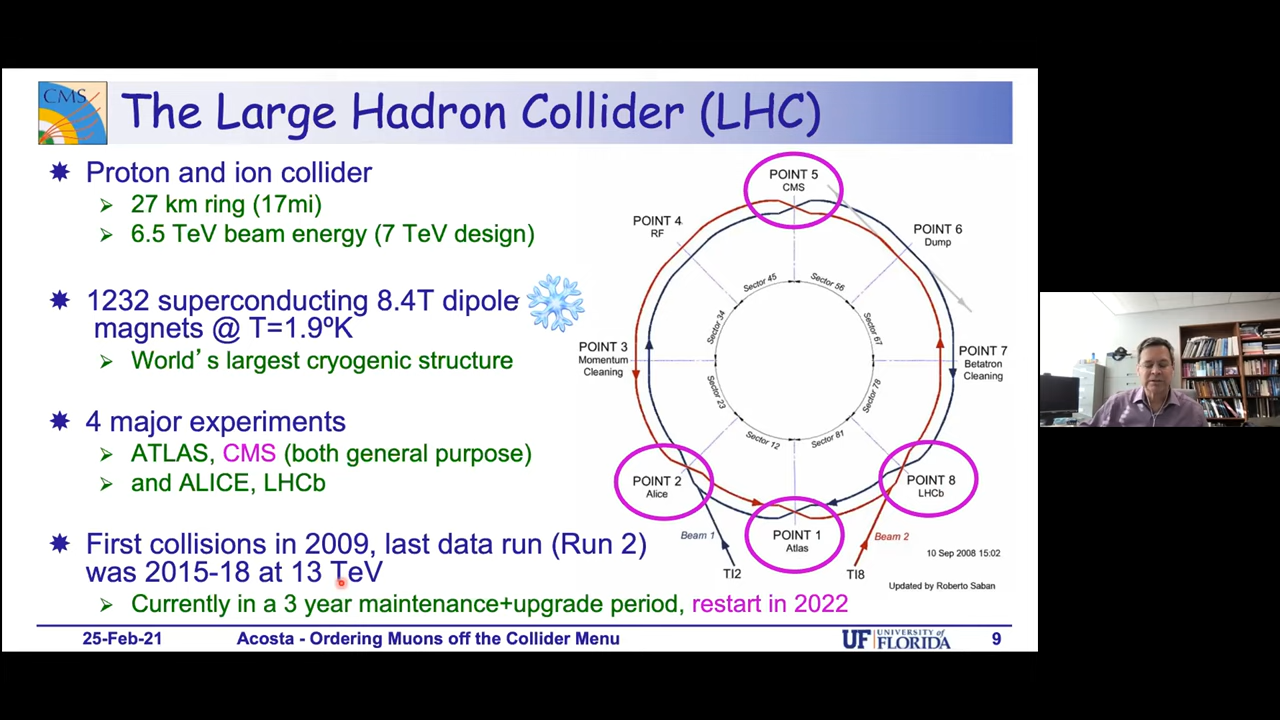 CMS
The Large Hadron Collider (LHC)
Proton and ion collider
27 km ring (17mi)
6.5 TeV beam energy (7 TeV design)
1232 superconducting 8.4T dipole
magnets @ T=1.9ºK
World's largest cryogenic structure
4 major experiments
ATLAS, CMS (both general purpose)
and ALICE, LHCb
First collisions in 2009, last data run (Run 2)
was 2015-18 at 13 TeV
Currently in a 3 year maintenance+upgrade period, restart in 2022
POINT 5
CMS
POINT 4
RF
POINT 6
Dump
Sector 45
Sector 56
Sector 34
Sector 67
POINT 3
Momentum
Cleaning
POINT 7
Betatron
Cleaning
Sector 23
Sector 78
Sector 12
Sector 81
POINT 2
Alice
POINT 8
LHCb
POINT 1
Atlas
Beam 1
Beam 2
TI2
TI8
10 Sep 2008 15:02
Updated by Roberto Saban
25-Feb-21
Acosta - Ordering Muons off the Collider Menu
UF UNIVERSITY of
FLORIDA
9